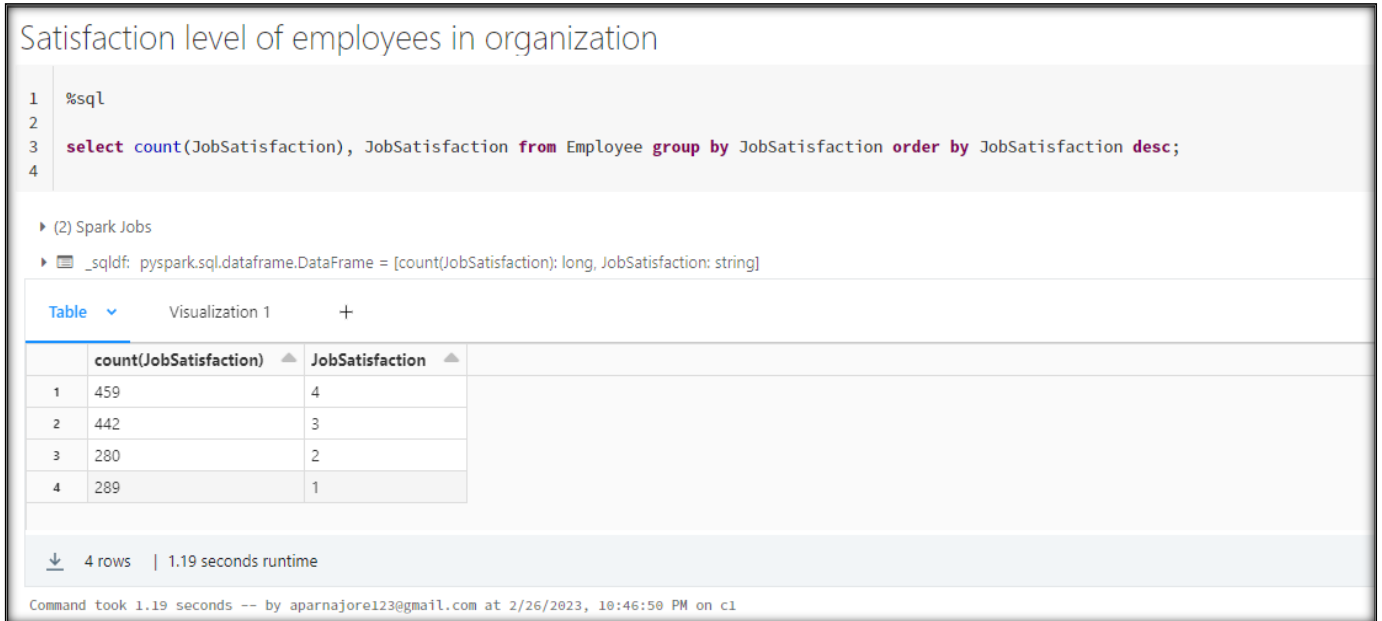 Satisfaction level of employees in organization
1 %sql
2
3 select count(JobSatisfaction), JobSatisfaction from Employee group by JobSatisfaction order by JobSatisfaction desc;
4
(2) Spark Jobs
_sqldf: pyspark.sql.dataframe.DataFrame = [count(JobSatisfaction): long, JobSatisfaction: string]
Table Visualization 1 +
count(JobSatisfaction) JobSatisfaction
1 459 4
2 442 3
3 280 2
4 289 1
4 rows | 1.19 seconds runtime
Command took 1.19 seconds -- by aparnajore123@gmail.com at 2/26/2023, 10:46:50 PM on c1